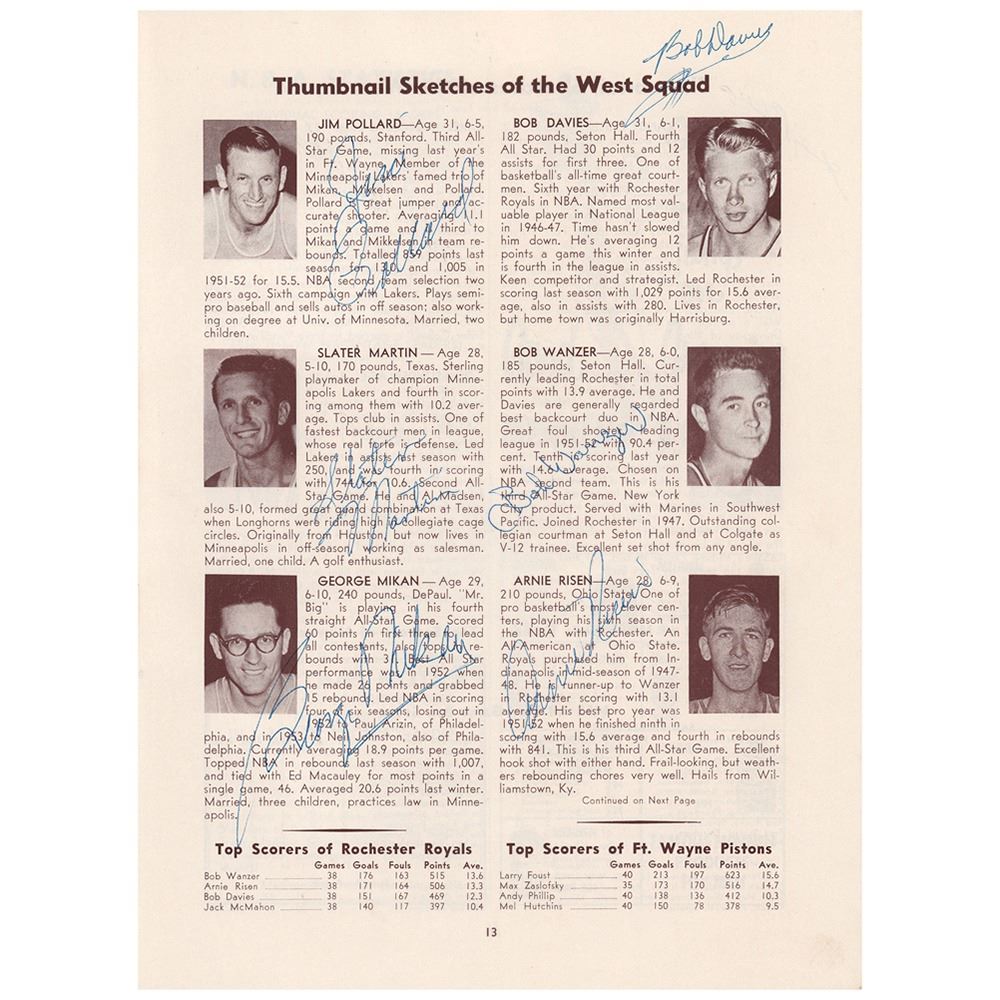 Bob Davies
Thumbnail Sketches of the West Squad
JIM POLLARD—Age 31, 6-5,
190 pounds, Stanford. Third All-
Star Game, missing last year's
in Ft. Wayne. Member of the
Minneapolis Lakers' famed trio of
Mikan, Mikkelsen and Pollard.
Pollard is great jumper and ac-
curate shooter. Averaging 11.1
points a game and third to
Mikan and Mikkelsen in team re-
bounds. Totalled 859 points last
season for 13. and 1,005 in
1951-52 for 15.5. NBA second team selection two
years ago. Sixth campaign with Lakers. Plays semi-
pro baseball and sells autos in off season; also work-
ing on degree at Univ. of Minnesota. Married, two
children.
Jim
Pollard
SLATER MARTIN — Age 28,
5-10, 170 pounds, Texas. Sterling
playmaker of champion Minne-
apolis Lakers and fourth in scor-
ing among them with 10.2 aver-
age. Tops club in assists. One of
fastest backcourt men in league,
whose real forte is defense. Led
Lakers in assists last season with
250, and was fourth in scoring
with 744 for 10.6. Second All-
Star Game. He and Al Madsen,
also 5-10, formed great guard combination at Texas
when Longhorns were riding high in collegiate cage
circles. Originally from Houston but now lives in
Minneapolis in off-season, working as salesman.
Married, one child. A golf enthusiast.
Slater
Martin
GEORGE MIKAN — Age 29,
6-10, 240 pounds, DePaul. "Mr.
Big" is playing in his fourth
straight All-Star Game. Scored
60 points in first three to lead
all contestants, also tops in re-
bounds with 51. Best All Star
performance was in 1952 when
he made 26 points and grabbed
15 rebounds. Led NBA in scoring
four of six seasons, losing out in
1952 to Paul Arizin, of Philadel-
phia, and 1953 to Neil Johnston, also of Phila-
delphia. Currently averaging 18.9 points per game.
Topped NBA in rebounds last season with 1,007,
and tied with Ed Macauley for most points in a
single game, 46. Averaged 20.6 points last winter.
Married, three children, practices law in Minne-
apolis.
George Mikan
BOB DAVIES—Age 31, 6-1,
182 pounds, Seton Hall. Fourth
All Star. Had 30 points and 12
assists for first three. One of
basketball's all-time great court-
men. Sixth year with Rochester
Royals in NBA. Named most val-
uable player in National League
in 1946-47. Time hasn't slowed
him down. He's averaging 12
points a game this winter and
is fourth in the league in assists.
Keen competitor and strategist. Led Rochester in
scoring last season with 1,029 points for 15.6 aver-
age, also in assists with 280. Lives in Rochester,
but home town was originally Harrisburg.
BOB WANZER—Age 28, 6-0,
185 pounds, Seton Hall. Cur-
rently leading Rochester in total
points with 13.9 average. He and
Davies are generally regarded
best backcourt duo in NBA.
Great foul shooter, leading
league in 1951-52 with 90.4 per-
cent. Tenth in scoring last year
with 14.6 average. Chosen on
NBA second team. This is his
third All-Star Game. New York
City product. Served with Marines in Southwest
Pacific. Joined Rochester in 1947. Outstanding col-
legian courtman at Seton Hall and at Colgate as
V-12 trainee. Excellent set shot from any angle.
Bob Wanzer
ARNIE RISEN—Age 28, 6-9,
210 pounds, Ohio State. One of
pro basketball's most clever cen-
ters, playing his sixth season in
the NBA with Rochester. An
All-American at Ohio State.
Royals purchased him from In-
dianapolis in mid-season of 1947-
48. He is runner-up to Wanzer
in Rochester scoring with 13.1
average. His best pro year was
1951-52 when he finished ninth in
scoring with 15.6 average and fourth in rebounds
with 841. This is his third All-Star Game. Excellent
hook shot with either hand. Frail-looking, but weath-
ers rebounding chores very well. Hails from Wil-
liamstown, Ky.
Continued on Next Page
Arnie Risen
Top Scorers of Rochester Royals
Games Goals Fouls Points Ave.
Bob Wanzer 38 176 163 515 13.6
Arnie Risen 38 171 164 506 13.3
Bob Davies 38 151 167 469 12.3
Jack McMahon 38 140 117 397 10.4
Top Scorers of Ft. Wayne Pistons
Games Goals Fouls Points Ave.
Larry Foust 40 213 197 623 15.6
Max Zaslofsky 35 173 170 516 14.7
Andy Phillip 40 138 136 412 10.3
Mel Hutchins 40 150 78 378 9.5
13